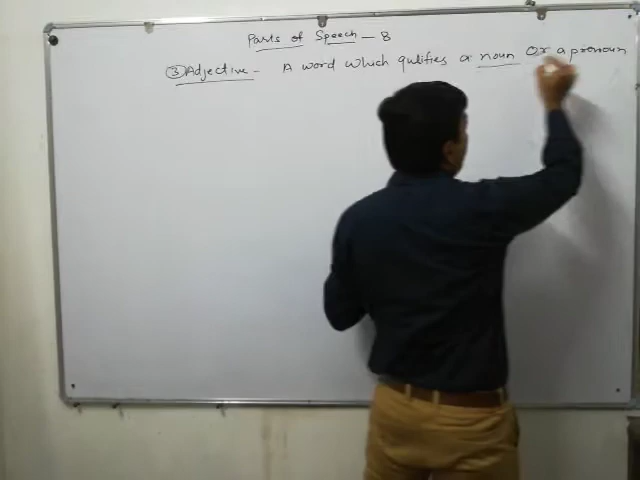 Parts of Speech - 8
③ Adjective - A word which qulifies a noun Or a pronoun